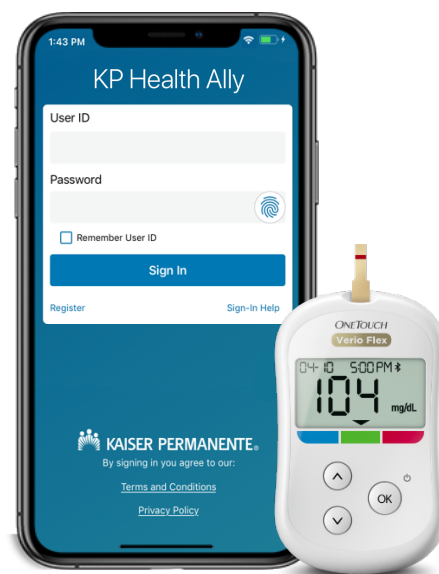 1:43 PM
KP Health Ally
User ID
Password
Remember User ID
Sign In
Register Sign-In Help
KAISER PERMANENTE®
By signing in you agree to our:
Terms and Conditions
Privacy Policy
ONETOUCH
Verio Flex
04-10 5:00PM
104 mg/dL
OK